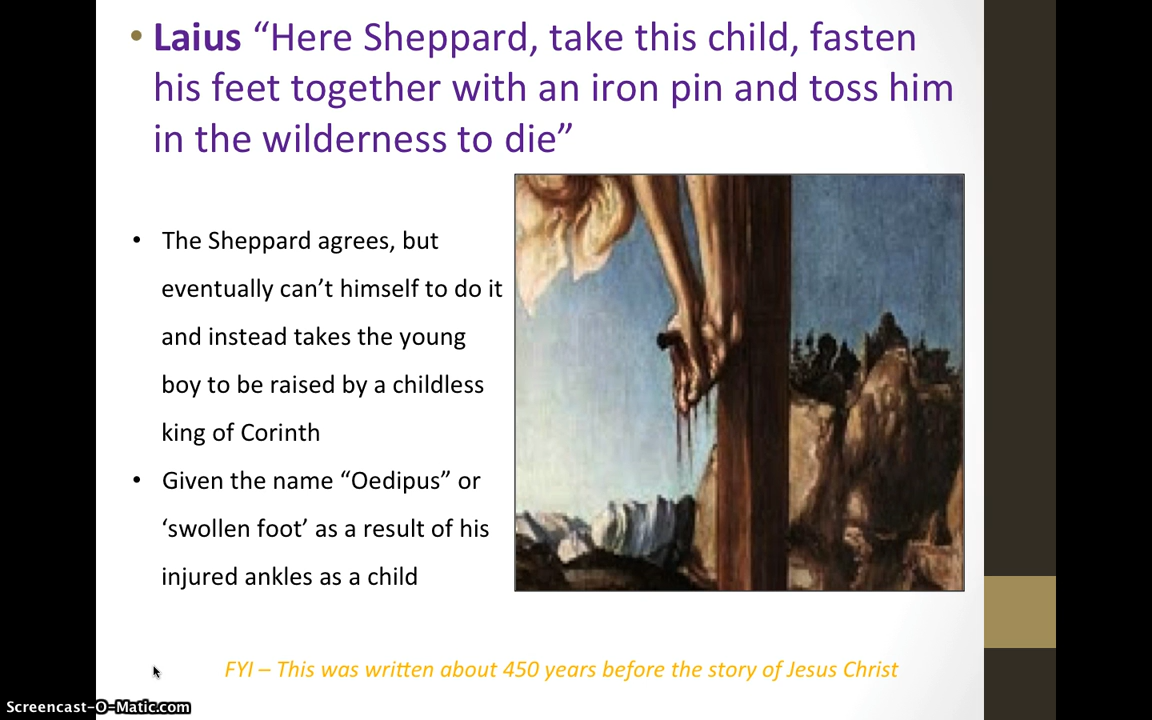 • Laius “Here Sheppard, take this child, fasten
his feet together with an iron pin and toss him
in the wilderness to die”
• The Sheppard agrees, but
eventually can’t himself to do it
and instead takes the young
boy to be raised by a childless
king of Corinth
• Given the name “Oedipus” or
‘swollen foot’ as a result of his
injured ankles as a child
FYI – This was written about 450 years before the story of Jesus Christ
Screencast-O-Matic.com